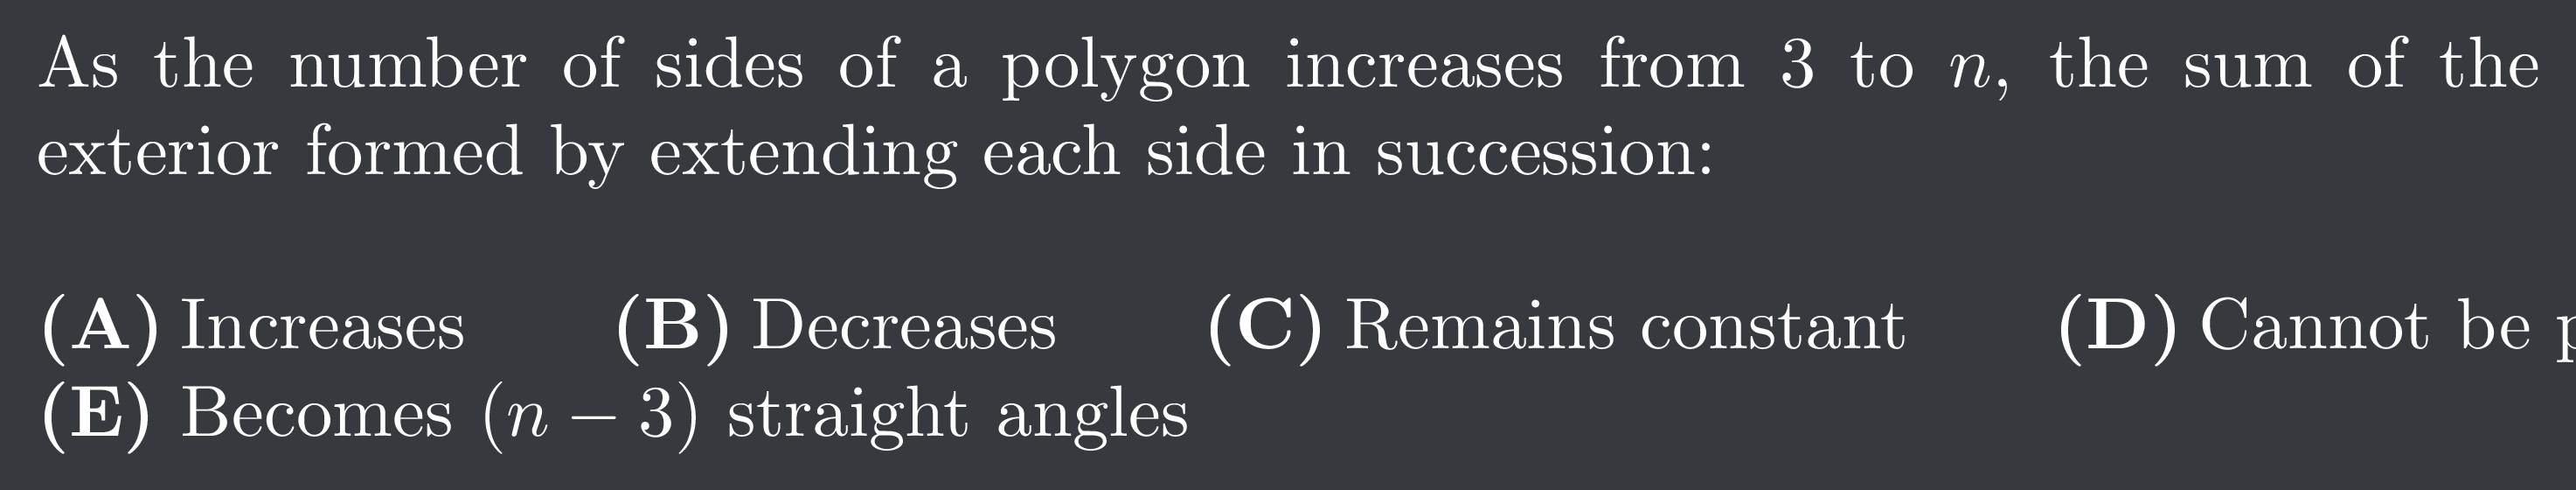 As the number of sides of a polygon increases from 3 to n, the sum of the
exterior formed by extending each side in succession:
(A) Increases (B) Decreases (C) Remains constant (D) Cannot be
(E) Becomes (n − 3) straight angles